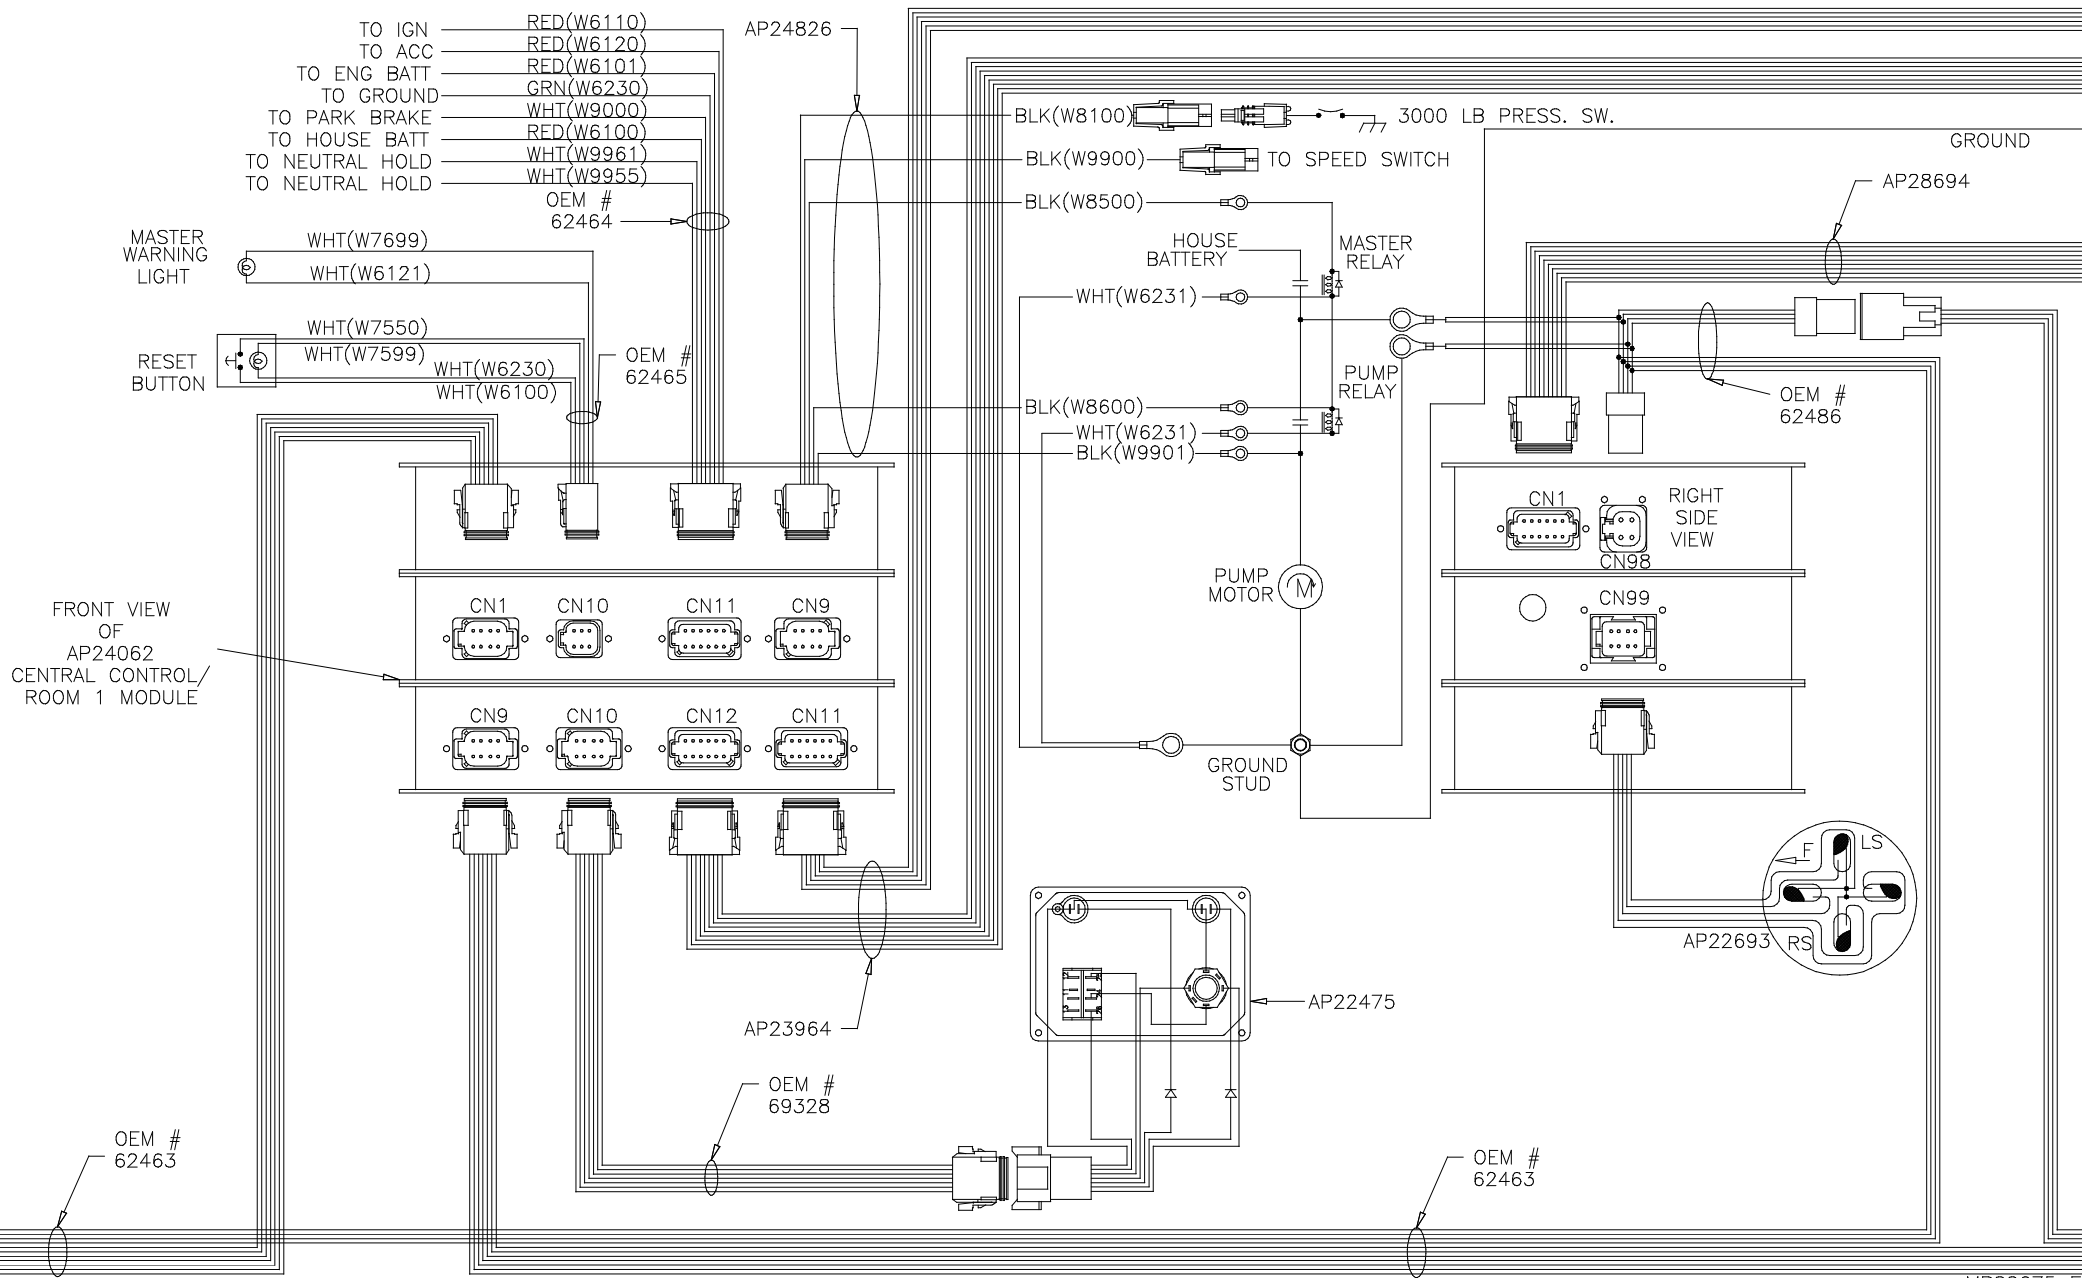 TO IGN RED(W6110)
TO ACC RED(W6120)
TO ENG BATT RED(W6101)
TO GROUND GRN(W6230)
TO PARK BRAKE WHT(W9000)
TO HOUSE BATT RED(W6100)
TO NEUTRAL HOLD WHT(W9961)
TO NEUTRAL HOLD WHT(W9955)
OEM #
62464
AP24826
BLK(W8100) 3000 LB PRESS. SW.
GROUND
BLK(W9900) TO SPEED SWITCH
AP28694
BLK(W8500)
MASTER
WARNING
LIGHT
WHT(W7699)
WHT(W6121)
HOUSE
BATTERY
MASTER
RELAY
WHT(W6231)
RESET
BUTTON
WHT(W7550)
WHT(W7599)
WHT(W6230)
WHT(W6100)
OEM #
62465
PUMP
RELAY
OEM #
62486
BLK(W8600)
WHT(W6231)
BLK(W9901)
CN1
CN98
RIGHT
SIDE
VIEW
PUMP
MOTOR
M
CN99
FRONT VIEW
OF
AP24062
CENTRAL CONTROL/
ROOM 1 MODULE
CN1 CN10 CN11 CN9
CN9 CN10 CN12 CN11
GROUND
STUD
F
LS
RS
AP22693
AP22475
AP23964
OEM #
69328
OEM #
62463
OEM #
62463